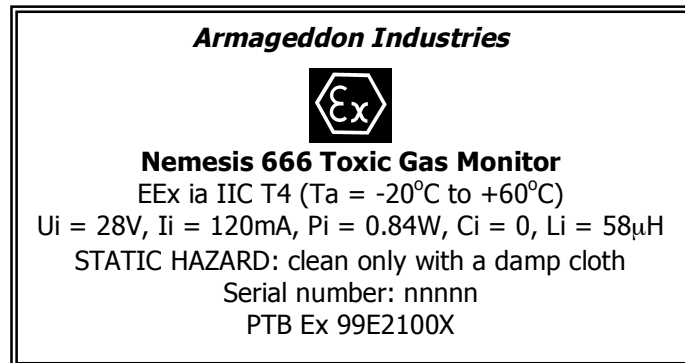 Armageddon Industries
Ex
Nemesis 666 Toxic Gas Monitor
EEx ia IIC T4 (Ta = -20°C to +60°C)
Ui = 28V, Ii = 120mA, Pi = 0.84W, Ci = 0, Li = 58μH
STATIC HAZARD: clean only with a damp cloth
Serial number: nnnnn
PTB Ex 99E2100X